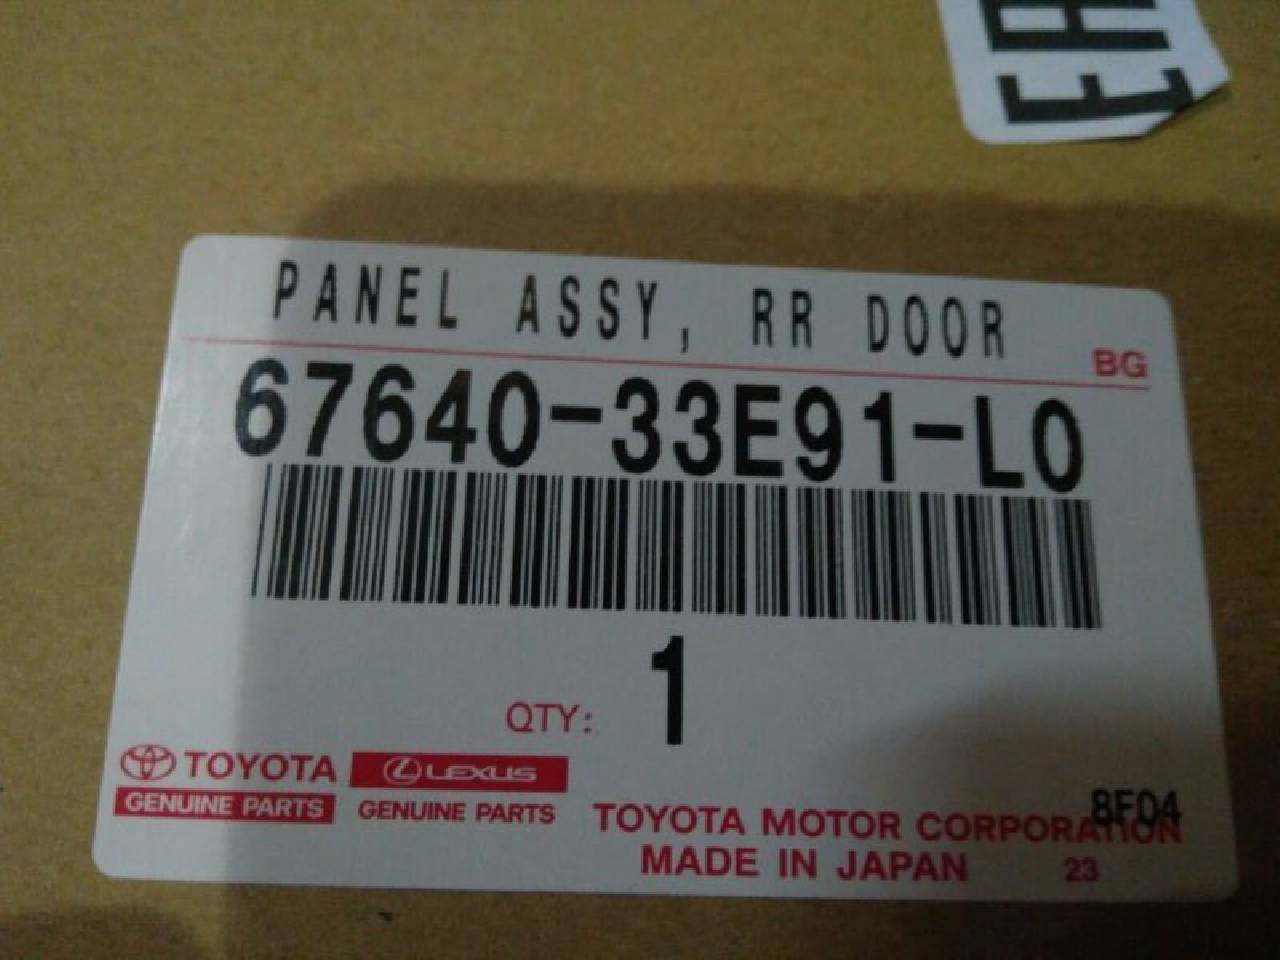 EAC
PANEL ASSY, RR DOOR
BG
67640-33E91-L0
QTY: 1
TOYOTA LEXUS
GENUINE PARTS GENUINE PARTS
8F04
TOYOTA MOTOR CORPORATION
MADE IN JAPAN 23